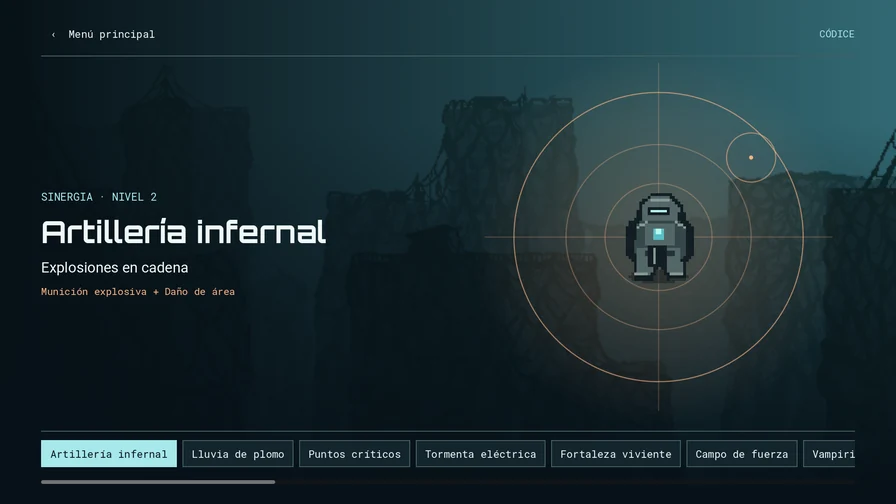 ‹ Menú principal
CÓDICE
SINERGIA · NIVEL 2
Artillería infernal
Explosiones en cadena
Munición explosiva + Daño de área
Artillería infernal
Lluvia de plomo
Puntos críticos
Tormenta eléctrica
Fortaleza viviente
Campo de fuerza